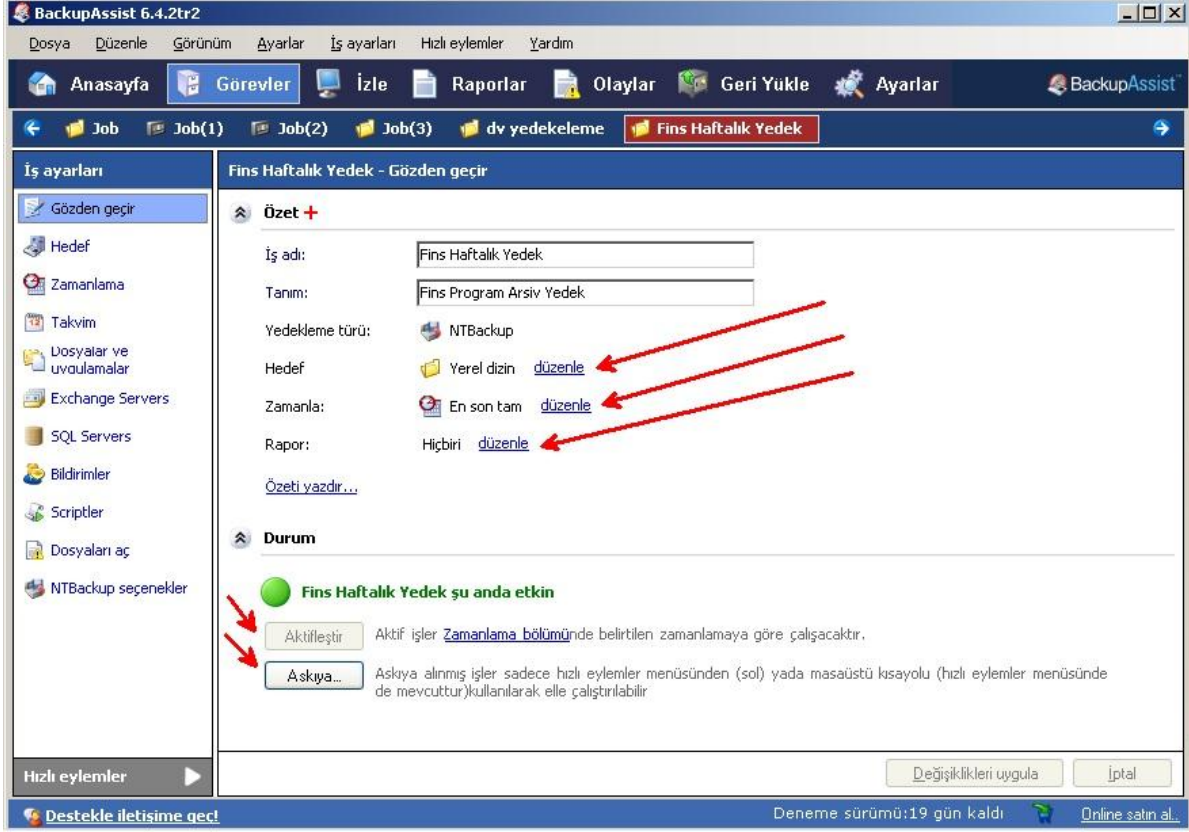 BackupAssist 6.4.2tr2
Dosya Düzenle Görünüm Ayarlar İş ayarları Hızlı eylemler Yardım
Anasayfa Görevler İzle Raporlar Olaylar Geri Yükle Ayarlar BackupAssist™
Job Job(1) Job(2) Job(3) dv yedekeleme Fins Haftalık Yedek
İş ayarları
Fins Haftalık Yedek - Gözden geçir
Gözden geçir
Hedef
Zamanlama
Takvim
Dosyalar ve
uygulamalar
Exchange Servers
SQL Servers
Bildirimler
Scriptler
Dosyaları aç
NTBackup seçenekler
Özet +
İş adı: Fins Haftalık Yedek
Tanım: Fins Program Arsiv Yedek
Yedekleme türü: NTBackup
Hedef Yerel dizin düzenle
Zamanla: En son tam düzenle
Rapor: Hiçbiri düzenle
Özeti yazdır...
Durum
Fins Haftalık Yedek şu anda etkin
Aktifleştir Aktif işler Zamanlama bölümünde belirtilen zamanlamaya göre çalışacaktır.
Askıya... Askıya alınmış işler sadece hızlı eylemler menüsünden (sol) yada masaüstü kısayolu (hızlı eylemler menüsünde
de mevcuttur)kullanılarak elle çalıştırılabilir
Hızlı eylemler
Değişiklikleri uygula İptal
Destekle iletişime geç! Deneme sürümü:19 gün kaldı Online satın al..